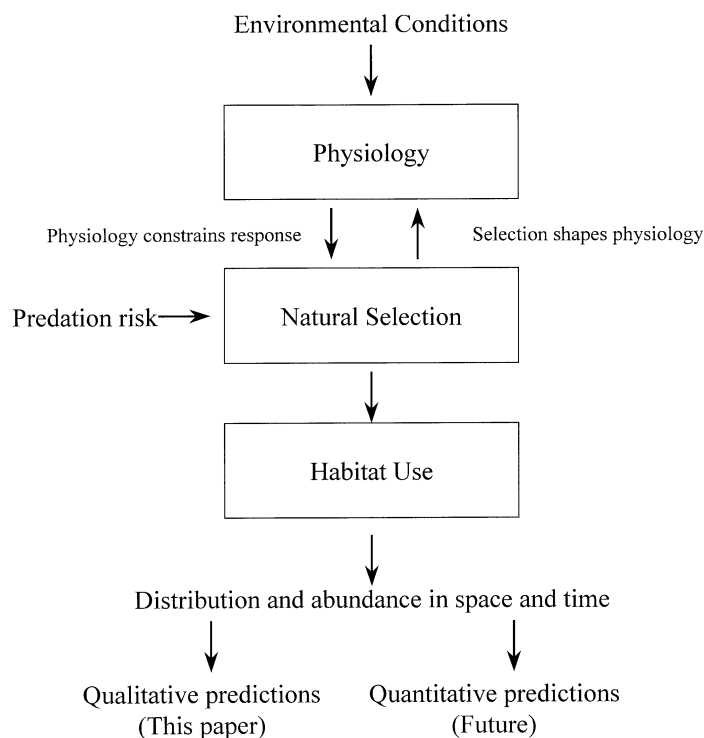 Environmental Conditions
Physiology
Physiology constrains response
Selection shapes physiology
Predation risk
Natural Selection
Habitat Use
Distribution and abundance in space and time
Qualitative predictions
(This paper)
Quantitative predictions
(Future)